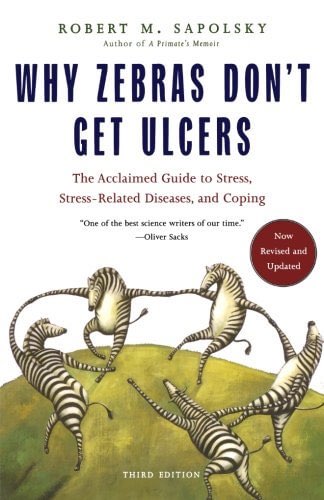 ROBERT M. SAPOLSKY
Author of A Primate's Memoir
WHY ZEBRAS DON'T
GET ULCERS
The Acclaimed Guide to Stress,
Stress-Related Diseases, and Coping
"One of the best science writers of our time."
—Oliver Sacks
Now
Revised and
Updated
THIRD EDITION